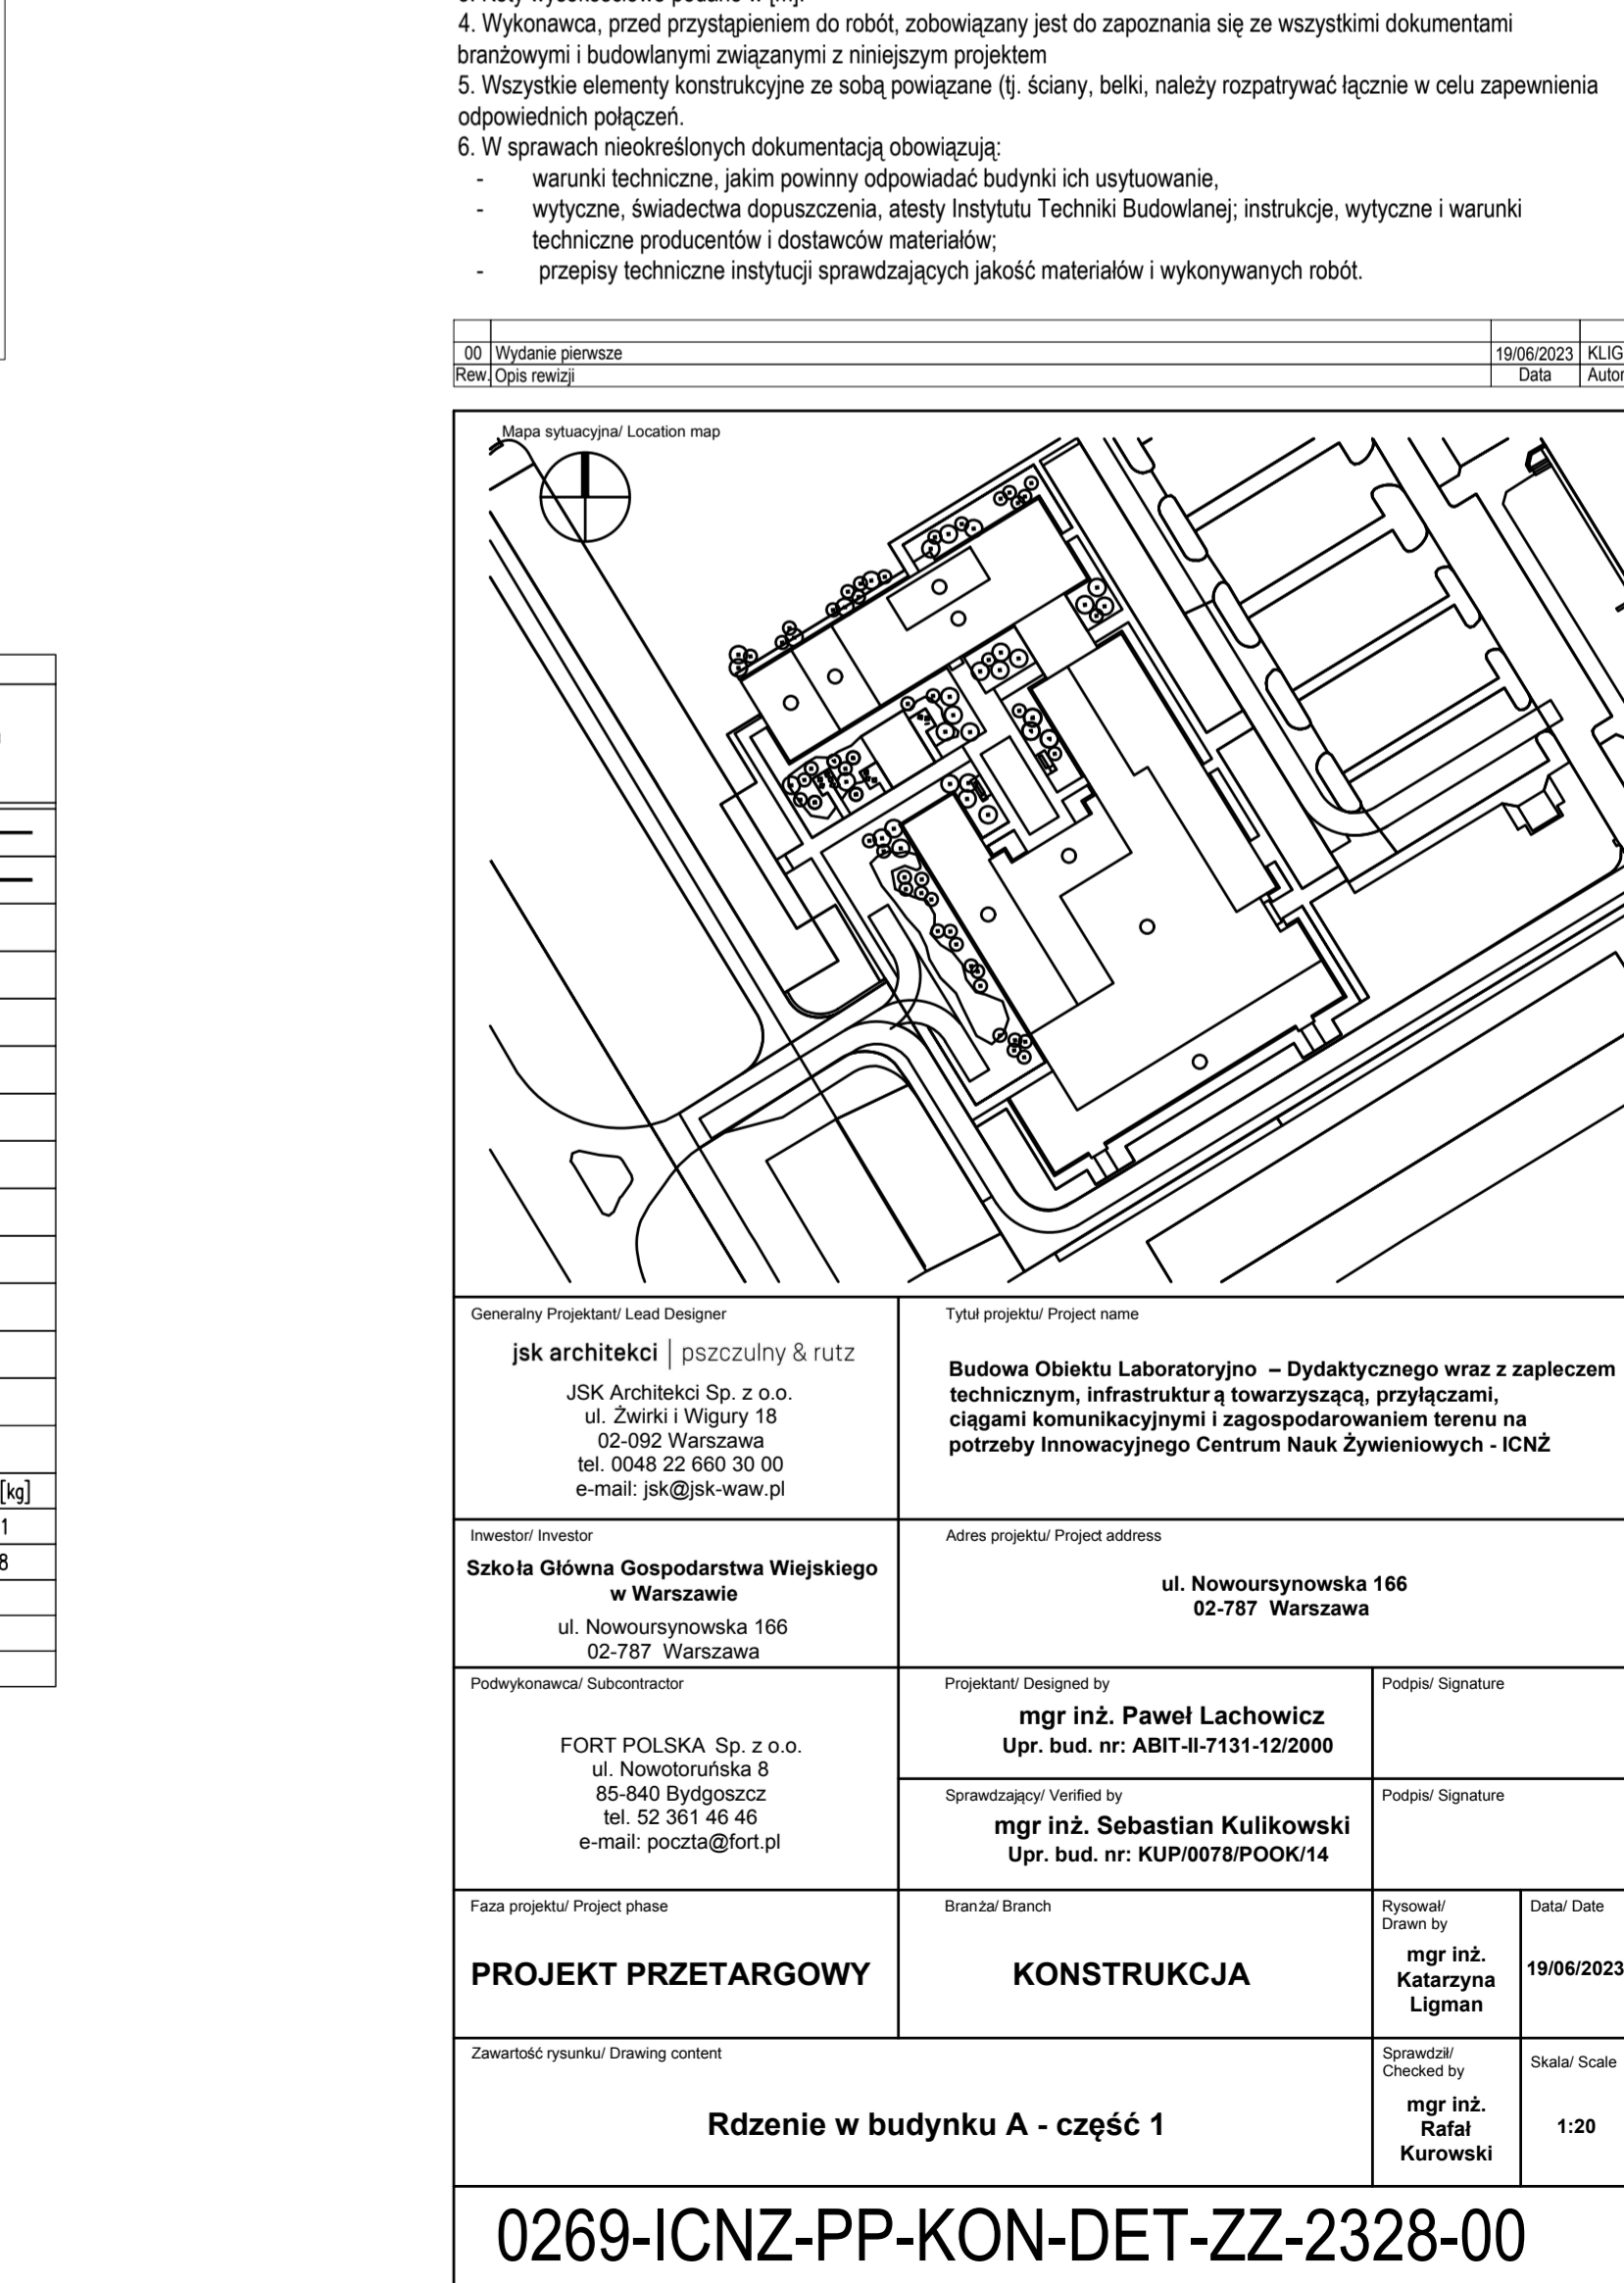 4. Wykonawca, przed przystąpieniem do robót, zobowiązany jest do zapoznania się ze wszystkimi dokumentami
branżowymi i budowlanymi związanymi z niniejszym projektem
5. Wszystkie elementy konstrukcyjne ze sobą powiązane (tj. ściany, belki, należy rozpatrywać łącznie w celu zapewnienia
odpowiednich połączeń.
6. W sprawach nieokreślonych dokumentacją obowiązują:
- warunki techniczne, jakim powinny odpowiadać budynki ich usytuowanie,
- wytyczne, świadectwa dopuszczenia, atesty Instytutu Techniki Budowlanej; instrukcje, wytyczne i warunki
techniczne producentów i dostawców materiałów;
- przepisy techniczne instytucji sprawdzających jakość materiałów i wykonywanych robót.
00 Wydanie pierwsze 19/06/2023 KLIG
Rew. Opis rewizji Data Autor
Mapa sytuacyjna/ Location map
[kg]
1
8
Generalny Projektant/ Lead Designer
jsk architekci | pszczulny & rutz
JSK Architekci Sp. z o.o.
ul. Żwirki i Wigury 18
02-092 Warszawa
tel. 0048 22 660 30 00
e-mail: jsk@jsk-waw.pl
Tytuł projektu/ Project name
Budowa Obiektu Laboratoryjno – Dydaktycznego wraz z zapleczem
technicznym, infrastruktur ą towarzyszącą, przyłączami,
ciągami komunikacyjnymi i zagospodarowaniem terenu na
potrzeby Innowacyjnego Centrum Nauk Żywieniowych - ICNŻ
Inwestor/ Investor
Szkoła Główna Gospodarstwa Wiejskiego
w Warszawie
ul. Nowoursynowska 166
02-787 Warszawa
Adres projektu/ Project address
ul. Nowoursynowska 166
02-787 Warszawa
Podwykonawca/ Subcontractor
FORT POLSKA Sp. z o.o.
ul. Nowotoruńska 8
85-840 Bydgoszcz
tel. 52 361 46 46
e-mail: poczta@fort.pl
Projektant/ Designed by
mgr inż. Paweł Lachowicz
Upr. bud. nr: ABIT-II-7131-12/2000
Podpis/ Signature
Sprawdzający/ Verified by
mgr inż. Sebastian Kulikowski
Upr. bud. nr: KUP/0078/POOK/14
Podpis/ Signature
Faza projektu/ Project phase
PROJEKT PRZETARGOWY
Branża/ Branch
KONSTRUKCJA
Rysował/
Drawn by
mgr inż.
Katarzyna
Ligman
Data/ Date
19/06/2023
Zawartość rysunku/ Drawing content
Rdzenie w budynku A - część 1
Sprawdził/
Checked by
mgr inż.
Rafał
Kurowski
Skala/ Scale
1:20
0269-ICNZ-PP-KON-DET-ZZ-2328-00